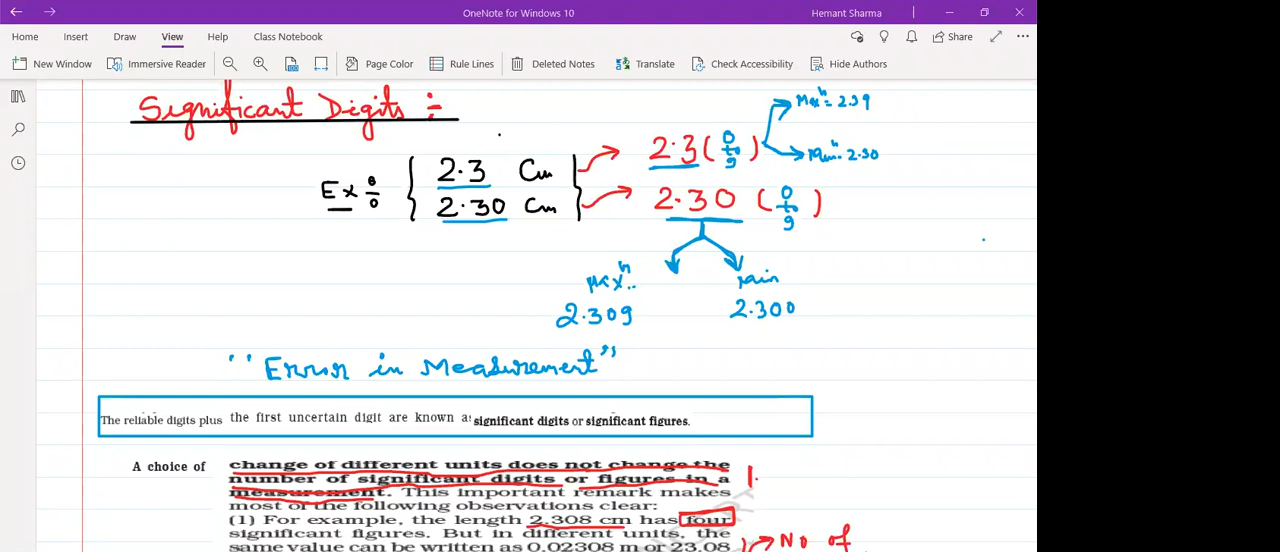 OneNote for Windows 10
Hemant Sharma
Home Insert Draw View Help Class Notebook
Share
New Window Immersive Reader Page Color Rule Lines Deleted Notes Translate Check Accessibility Hide Authors
Significant Digits :-
Maxn = 2.39
2.3 ( 0 to 9 )
Minn - 2.30
2.3 Cm
Ex :
2.30 Cm
2.30 ( 0 to 9 )
Maxn.. min
2.309 2.300
"Error in Measurement"
The reliable digits plus the first uncertain digit are known as significant digits or significant figures.
A choice of change of different units does not change the
number of significant digits or figures in a
measurement. This important remark makes
most of the following observations clear:
(1) For example, the length 2.308 cm has four
significant figures. But in different units, the
same value can be written as 0.02308 m or 23.08
1.
No of